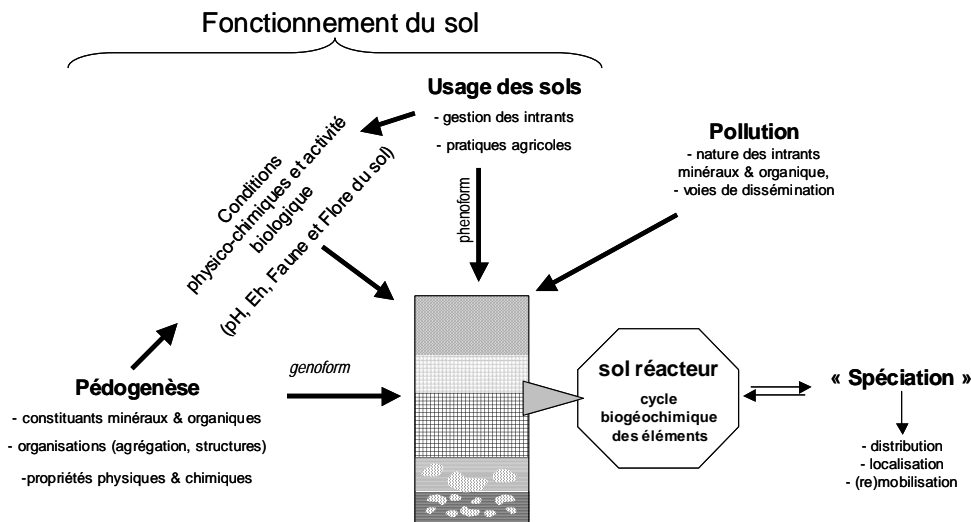 Fonctionnement du sol
Usage des sols
- gestion des intrants
- pratiques agricoles
Pollution
- nature des intrants
minéraux & organique,
- voies de dissémination
Conditions
physico-chimiques et activité
biologique
(pH, Eh, Faune et Flore du sol)
phenoform
Pédogenèse
- constituants minéraux & organiques
- organisations (agrégation, structures)
-propriétés physiques & chimiques
genoform
sol réacteur
cycle
biogéochimique
des éléments
« Spéciation »
- distribution
- localisation
- (re)mobilisation